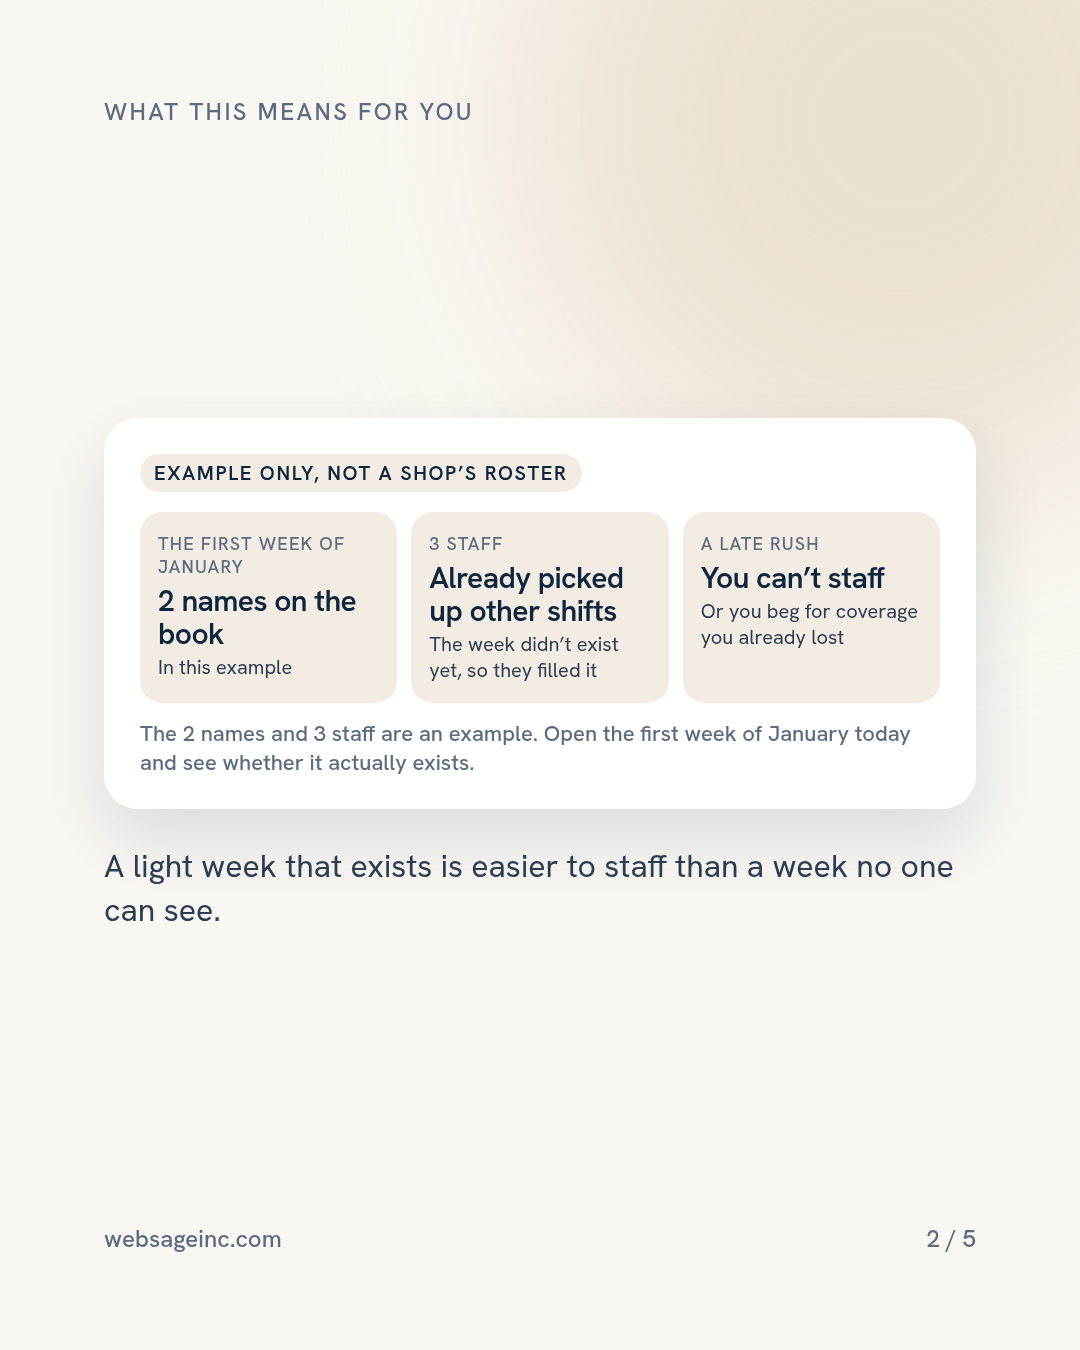 WHAT THIS MEANS FOR YOU
EXAMPLE ONLY, NOT A SHOP’S ROSTER
THE FIRST WEEK OF
JANUARY
2 names on the
book
In this example
3 STAFF
Already picked
up other shifts
The week didn’t exist
yet, so they filled it
A LATE RUSH
You can’t staff
Or you beg for coverage
you already lost
The 2 names and 3 staff are an example. Open the first week of January today
and see whether it actually exists.
A light week that exists is easier to staff than a week no one
can see.
websageinc.com
2 / 5